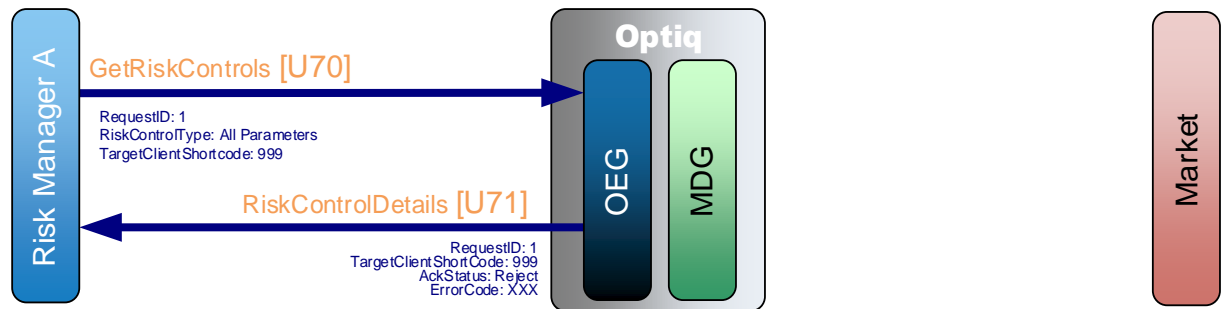 Risk Manager A
GetRiskControls [U70]
RequestID: 1
RiskControlType: All Parameters
TargetClientShortcode: 999
RiskControlDetails [U71]
RequestID: 1
TargetClientShortCode: 999
AckStatus: Reject
ErrorCode: XXX
Optiq
OEG
MDG
Market